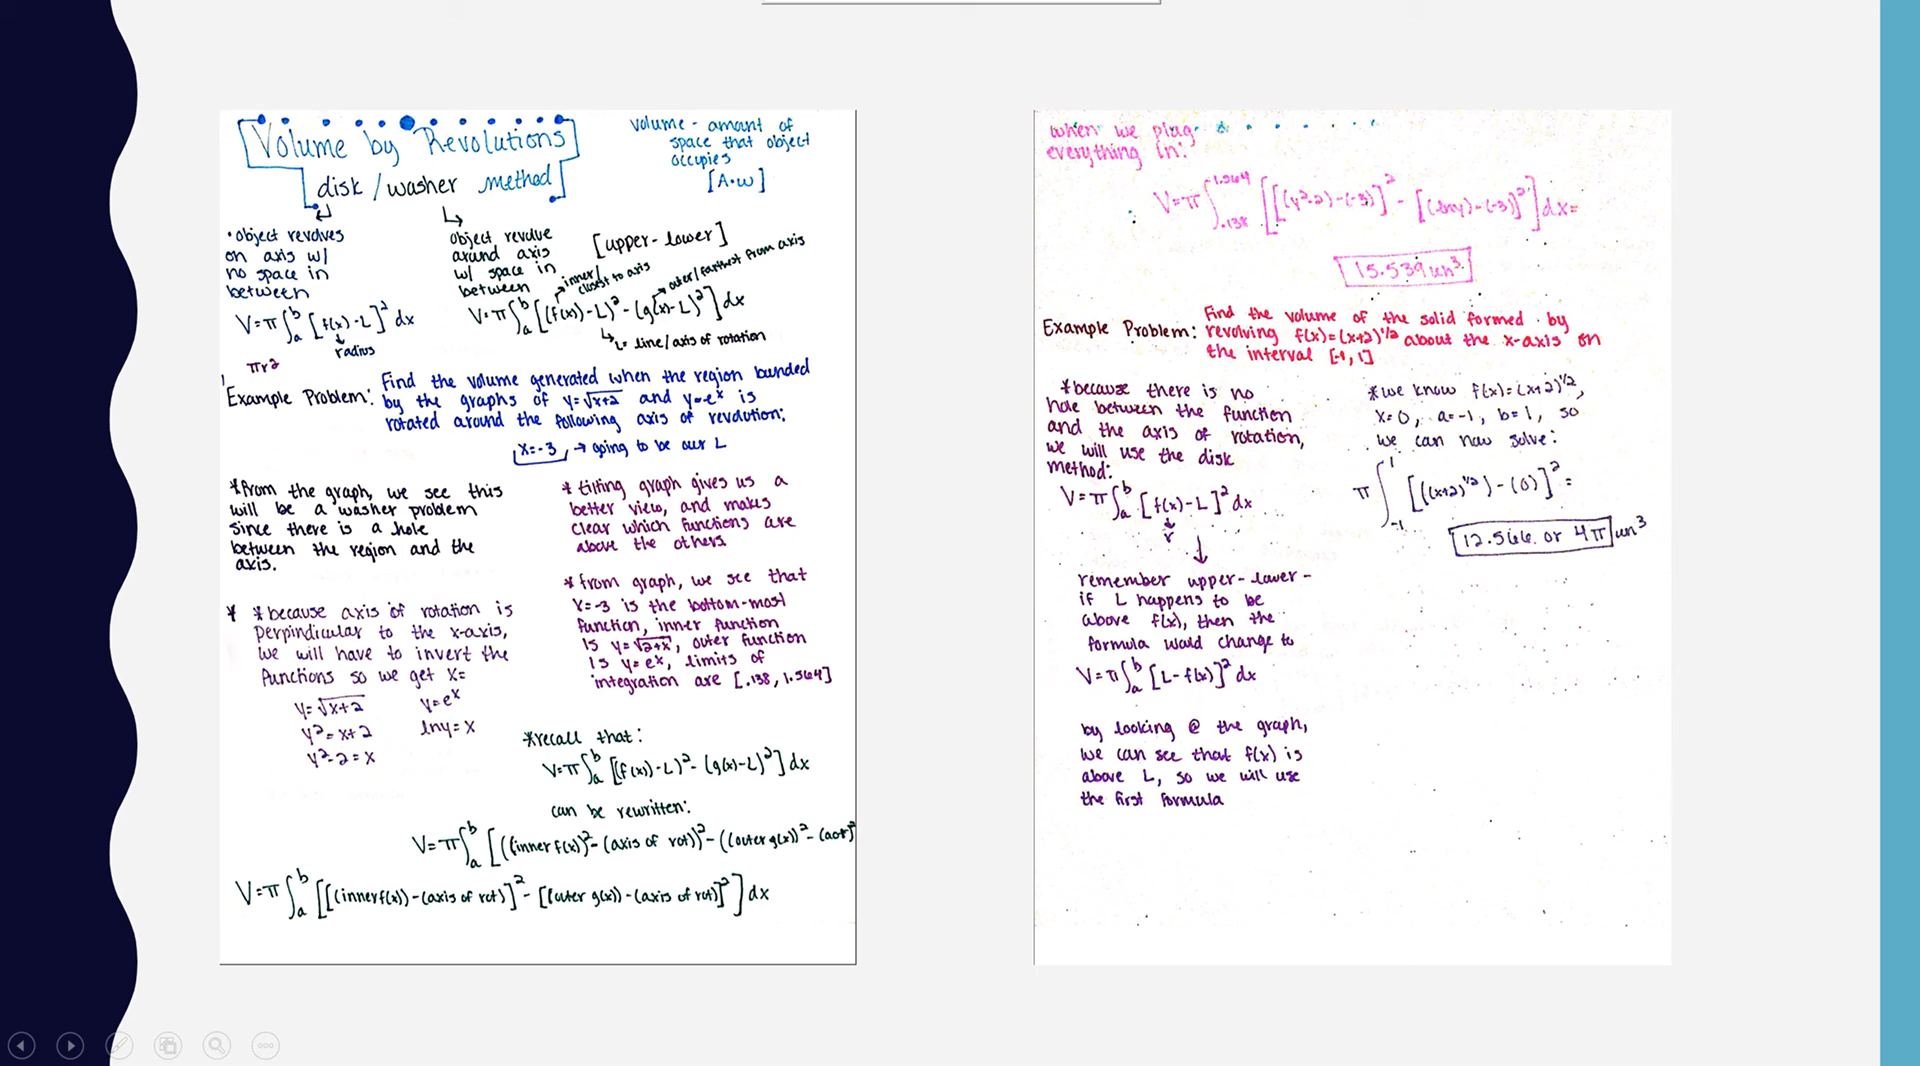 Volume by Revolutions
disk / washer method
volume - amount of
space that object
occupies
[A·w]
• object revolves
on axis w/
no space in
between
V=π∫ₐᵇ [f(x)-L]² dx
radius
πr²
object revolve
around axis
w/ space in
between
[upper-lower]
inner/
closest to axis
outer/farthest from axis
V=π∫ₐᵇ [(f(x))-L)² - (g(x)-L)²] dx
L= line/axis of rotation
Example Problem:
Find the volume generated when the region bounded
by the graphs of y=√x+2 and y=eˣ is
rotated around the following axis of revolution:
x=-3 → going to be our L
*from the graph, we see this
will be a washer problem
since there is a hole
between the region and the
axis.
* *because axis of rotation is
perpindicular to the x-axis,
we will have to invert the
functions so we get x=
y=√x+2
y²=x+2
y²-2=x
y=eˣ
lny=x
* tilting graph gives us a
better view, and makes
clear which functions are
above the others.
* from graph, we see that
x=-3 is the bottom-most
function, inner function
is y=√2+x, outer function
is y=eˣ, limits of
integration are [.138, 1.564]
*recall that:
V=π∫ₐᵇ [(f(x))-L)² - (g(x)-L)²] dx
can be rewritten:
V=π∫ₐᵇ [((inner f(x))² - (axis of rot))² - ((outer g(x))² - (aor)²
V=π∫ₐᵇ [[(inner f(x)) - (axis of rot)]² - [(outer g(x)) - (axis of rot)]²] dx
when we plug
everything in:
V=π∫.138^1.564 [[(y²-2)-(-3)]² - [(lny)-(-3)]²] dx=
15.539un³
Example Problem:
Find the volume of the solid formed by
revolving f(x)=(x+2)^1/2 about the x-axis on
the interval [-1, 1]
*because there is no
hole between the function
and the axis of rotation,
we will use the disk
method:
V=π∫ₐᵇ [f(x)-L]² dx
r
remember upper-lower-
if L happens to be
above f(x), then the
formula would change to
V=π∫ₐᵇ [L-f(x)]² dx
by looking @ the graph,
we can see that f(x) is
above L, so we will use
the first formula
*we know f(x)=(x+2)^1/2,
x=0, a=-1, b=1, so
we can now solve:
π∫₋₁¹ [((x+2)^1/2)-(0)]² =
12.566 or 4π un³